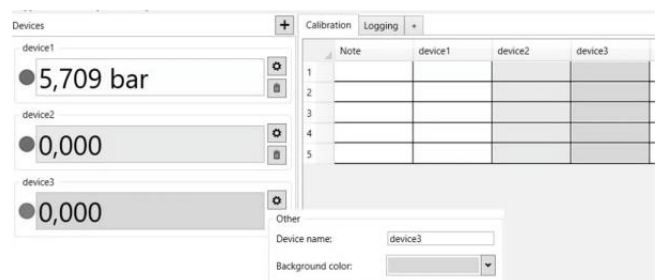 Devices
device1
5,709 bar
device2
0,000
device3
0,000
Calibration Logging +
Note device1 device2 device3
1
2
3
4
5
Other
Device name: device3
Background color: